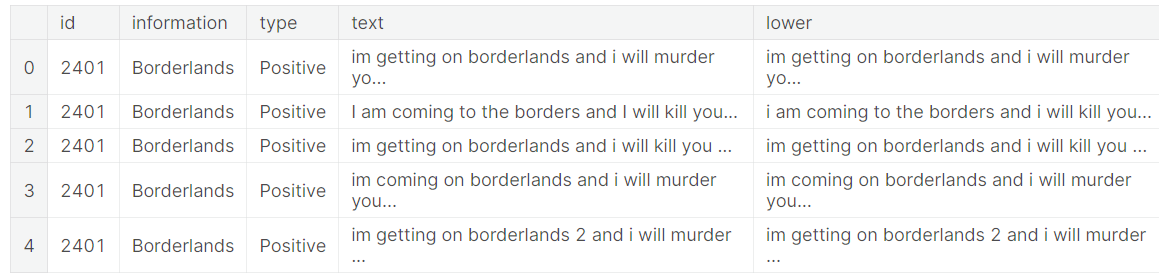 id information type text lower
0 2401 Borderlands Positive im getting on borderlands and i will murder yo... im getting on borderlands and i will murder yo...
1 2401 Borderlands Positive I am coming to the borders and I will kill you... i am coming to the borders and i will kill you...
2 2401 Borderlands Positive im getting on borderlands and i will kill you ... im getting on borderlands and i will kill you ...
3 2401 Borderlands Positive im coming on borderlands and i will murder you... im coming on borderlands and i will murder you...
4 2401 Borderlands Positive im getting on borderlands 2 and i will murder ... im getting on borderlands 2 and i will murder ...